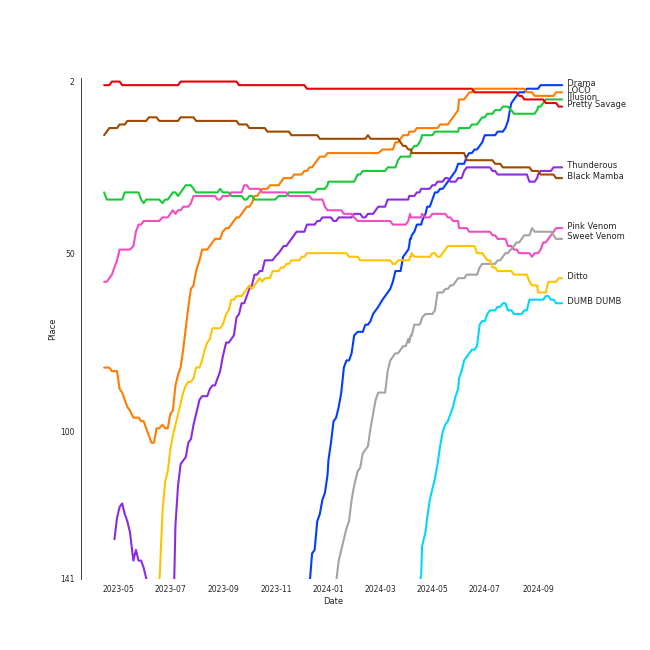 2
50
100
141
Place
2023-05
2023-07
2023-09
2023-11
2024-01
2024-03
2024-05
2024-07
2024-09
Date
Drama
LOCO
Illusion
Pretty Savage
Thunderous
Black Mamba
Pink Venom
Sweet Venom
Ditto
DUMB DUMB